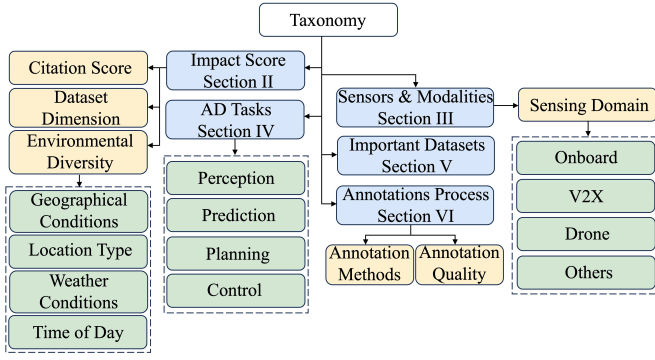 Taxonomy
Impact Score
Section II
Citation Score
Dataset
Dimension
Environmental
Diversity
Geographical
Conditions
Location Type
Weather
Conditions
Time of Day
AD Tasks
Section IV
Perception
Prediction
Planning
Control
Sensors & Modalities
Section III
Important Datasets
Section V
Annotations Process
Section VI
Annotation
Methods
Annotation
Quality
Sensing Domain
Onboard
V2X
Drone
Others